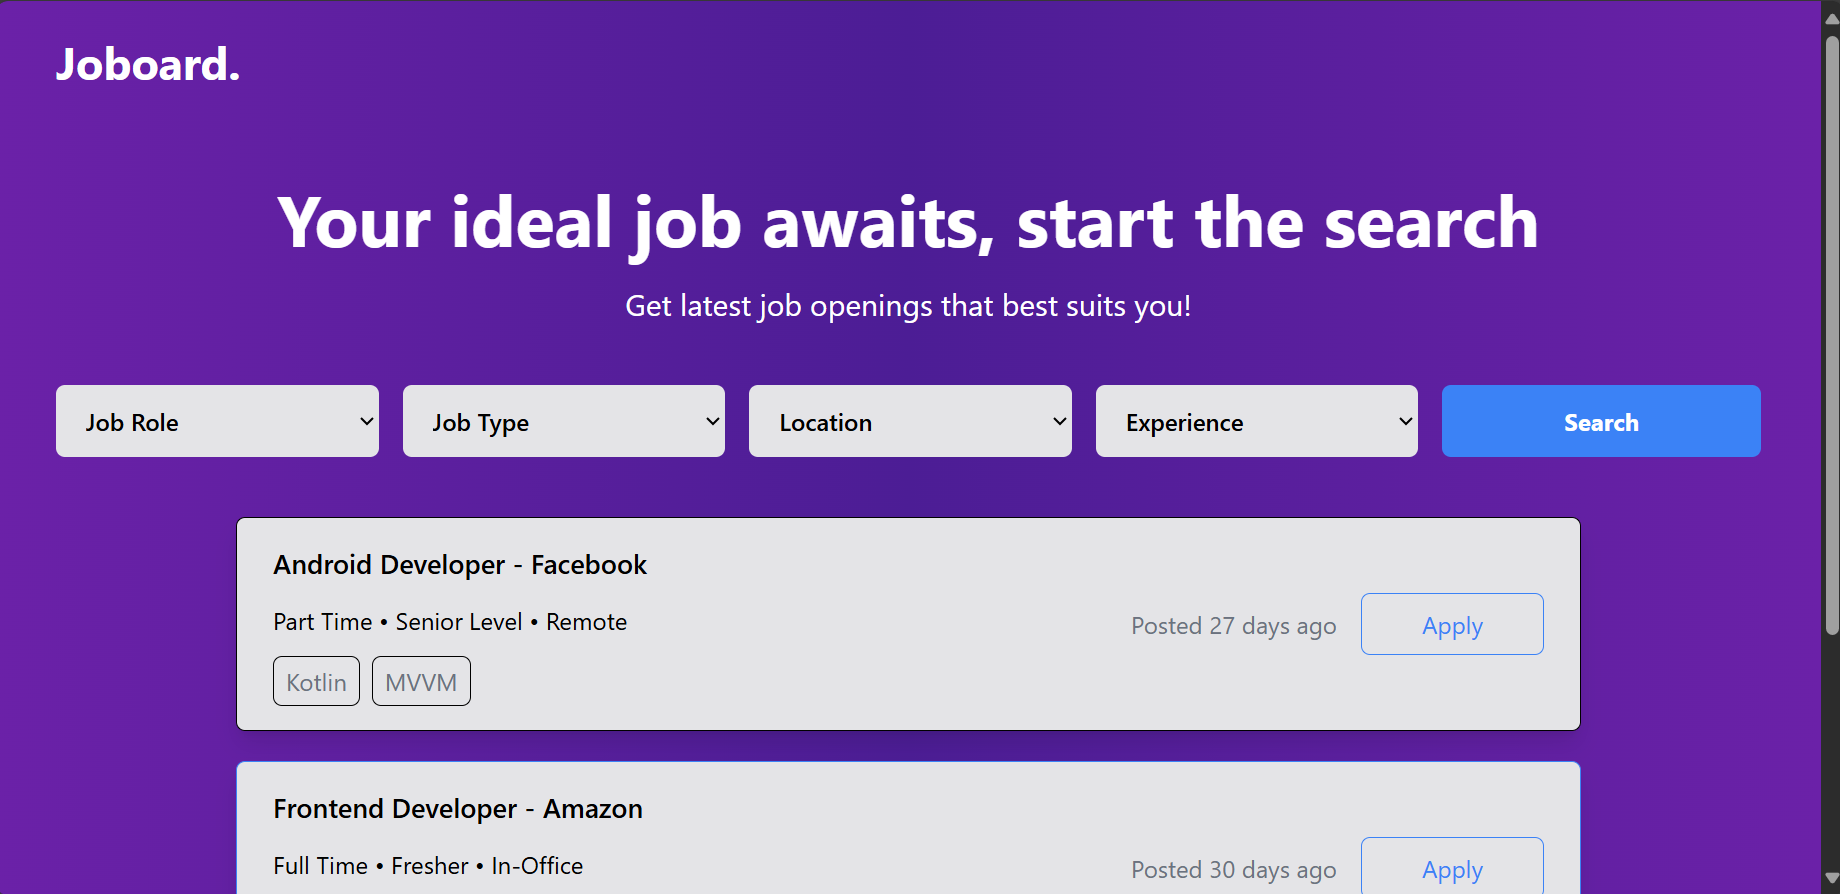 Joboard.
Your ideal job awaits, start the search
Get latest job openings that best suits you!
Job Role
Job Type
Location
Experience
Search
Android Developer - Facebook
Part Time • Senior Level • Remote
Posted 27 days ago
Apply
Kotlin
MVVM
Frontend Developer - Amazon
Full Time • Fresher • In-Office
Posted 30 days ago
Apply